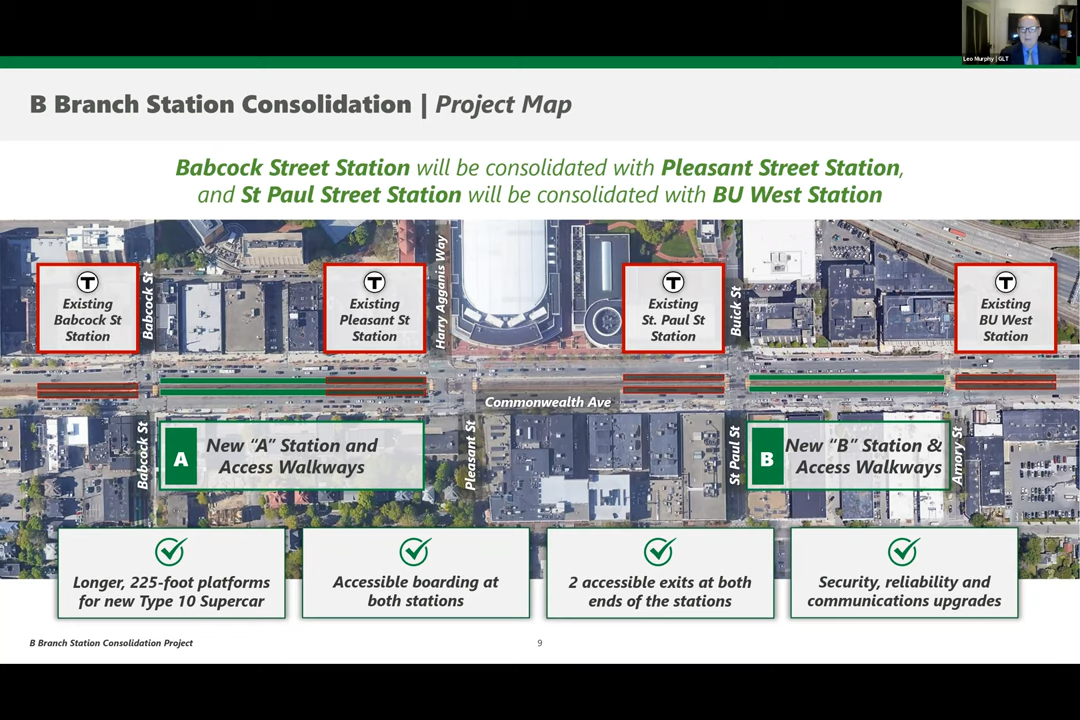 Leo Murphy | GLT
B Branch Station Consolidation | Project Map
Babcock Street Station will be consolidated with Pleasant Street Station,
and St Paul Street Station will be consolidated with BU West Station
T
Existing
Babcock St
Station
Babcock St
T
Existing
Pleasant St
Station
Harry Agganis Way
T
Existing
St. Paul St
Station
Buick St
T
Existing
BU West
Station
Commonwealth Ave
Babcock St
A
New “A” Station and
Access Walkways
Pleasant St
St Paul St
B
New “B” Station &
Access Walkways
Amory St
Longer, 225-foot platforms
for new Type 10 Supercar
Accessible boarding at
both stations
2 accessible exits at both
ends of the stations
Security, reliability and
communications upgrades
B Branch Station Consolidation Project
9